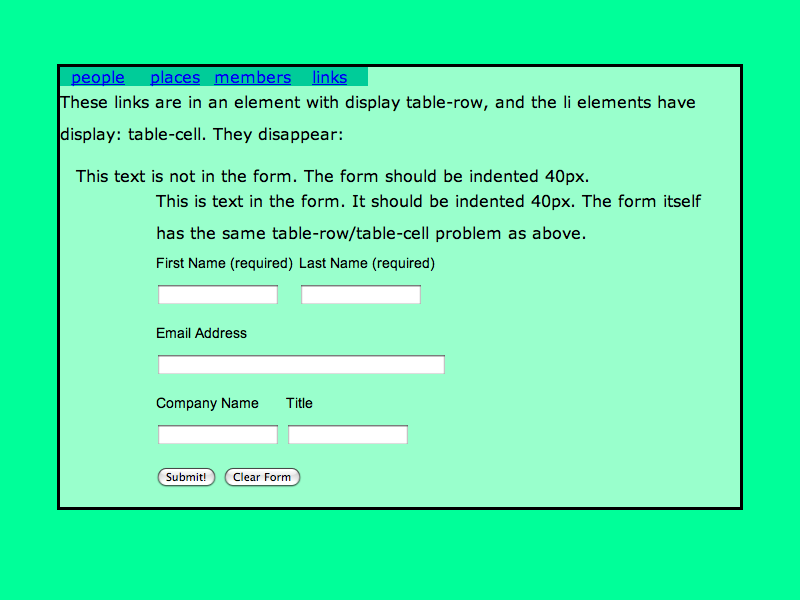 people places members links
These links are in an element with display table-row, and the li elements have
display: table-cell. They disappear:
This text is not in the form. The form should be indented 40px.
This is text in the form. It should be indented 40px. The form itself
has the same table-row/table-cell problem as above.
First Name (required) Last Name (required)
Email Address
Company Name Title
Submit! Clear Form